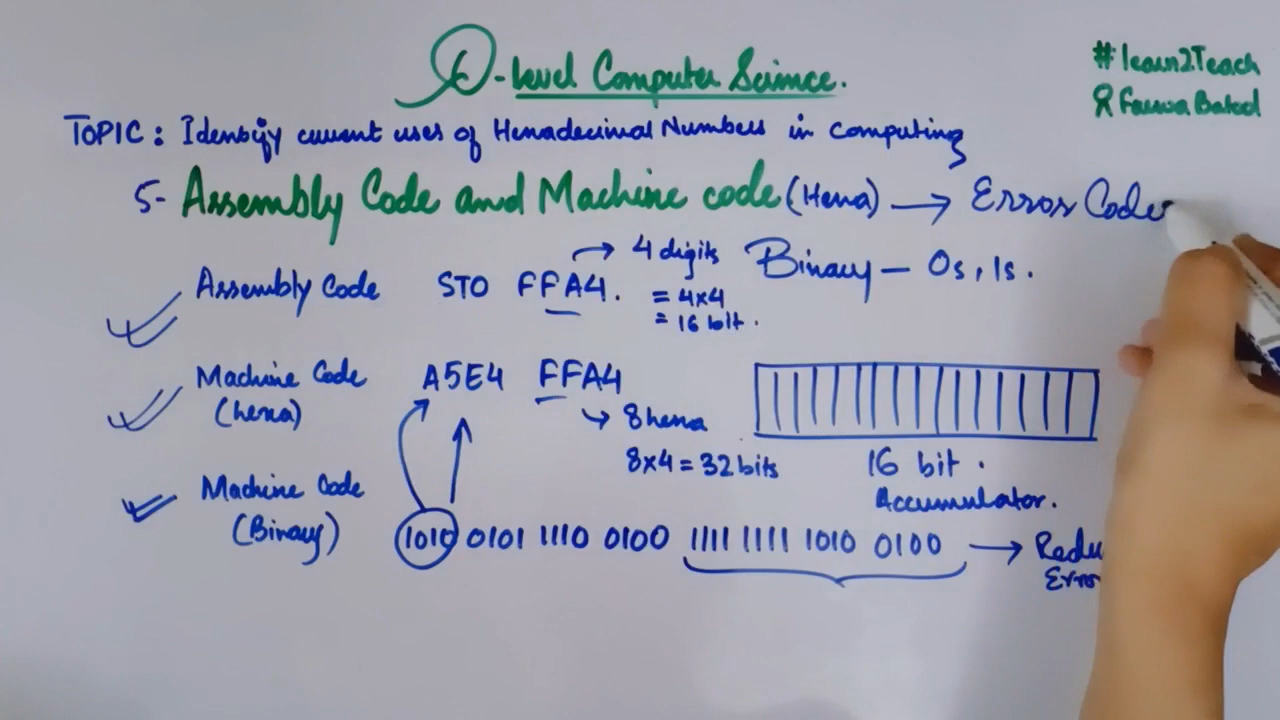 O-level Computer Science.
#learn2Teach
Farwa Batool
TOPIC: Identify current uses of Hexadecimal Numbers in computing
5- Assembly Code and Machine code (Hexa) → Error Codes
Assembly Code STO FFA4. → 4 digits
= 4x4
= 16 bit.
Binary - 0s, 1s.
Machine Code (hexa) A5E4 FFA4
→ 8 hexa
8x4 = 32 bits
16 bit.
Accumulator.
Machine Code
(Binary) 1010 0101 1110 0100 1111 1111 1010 0100 → Redu
Erro